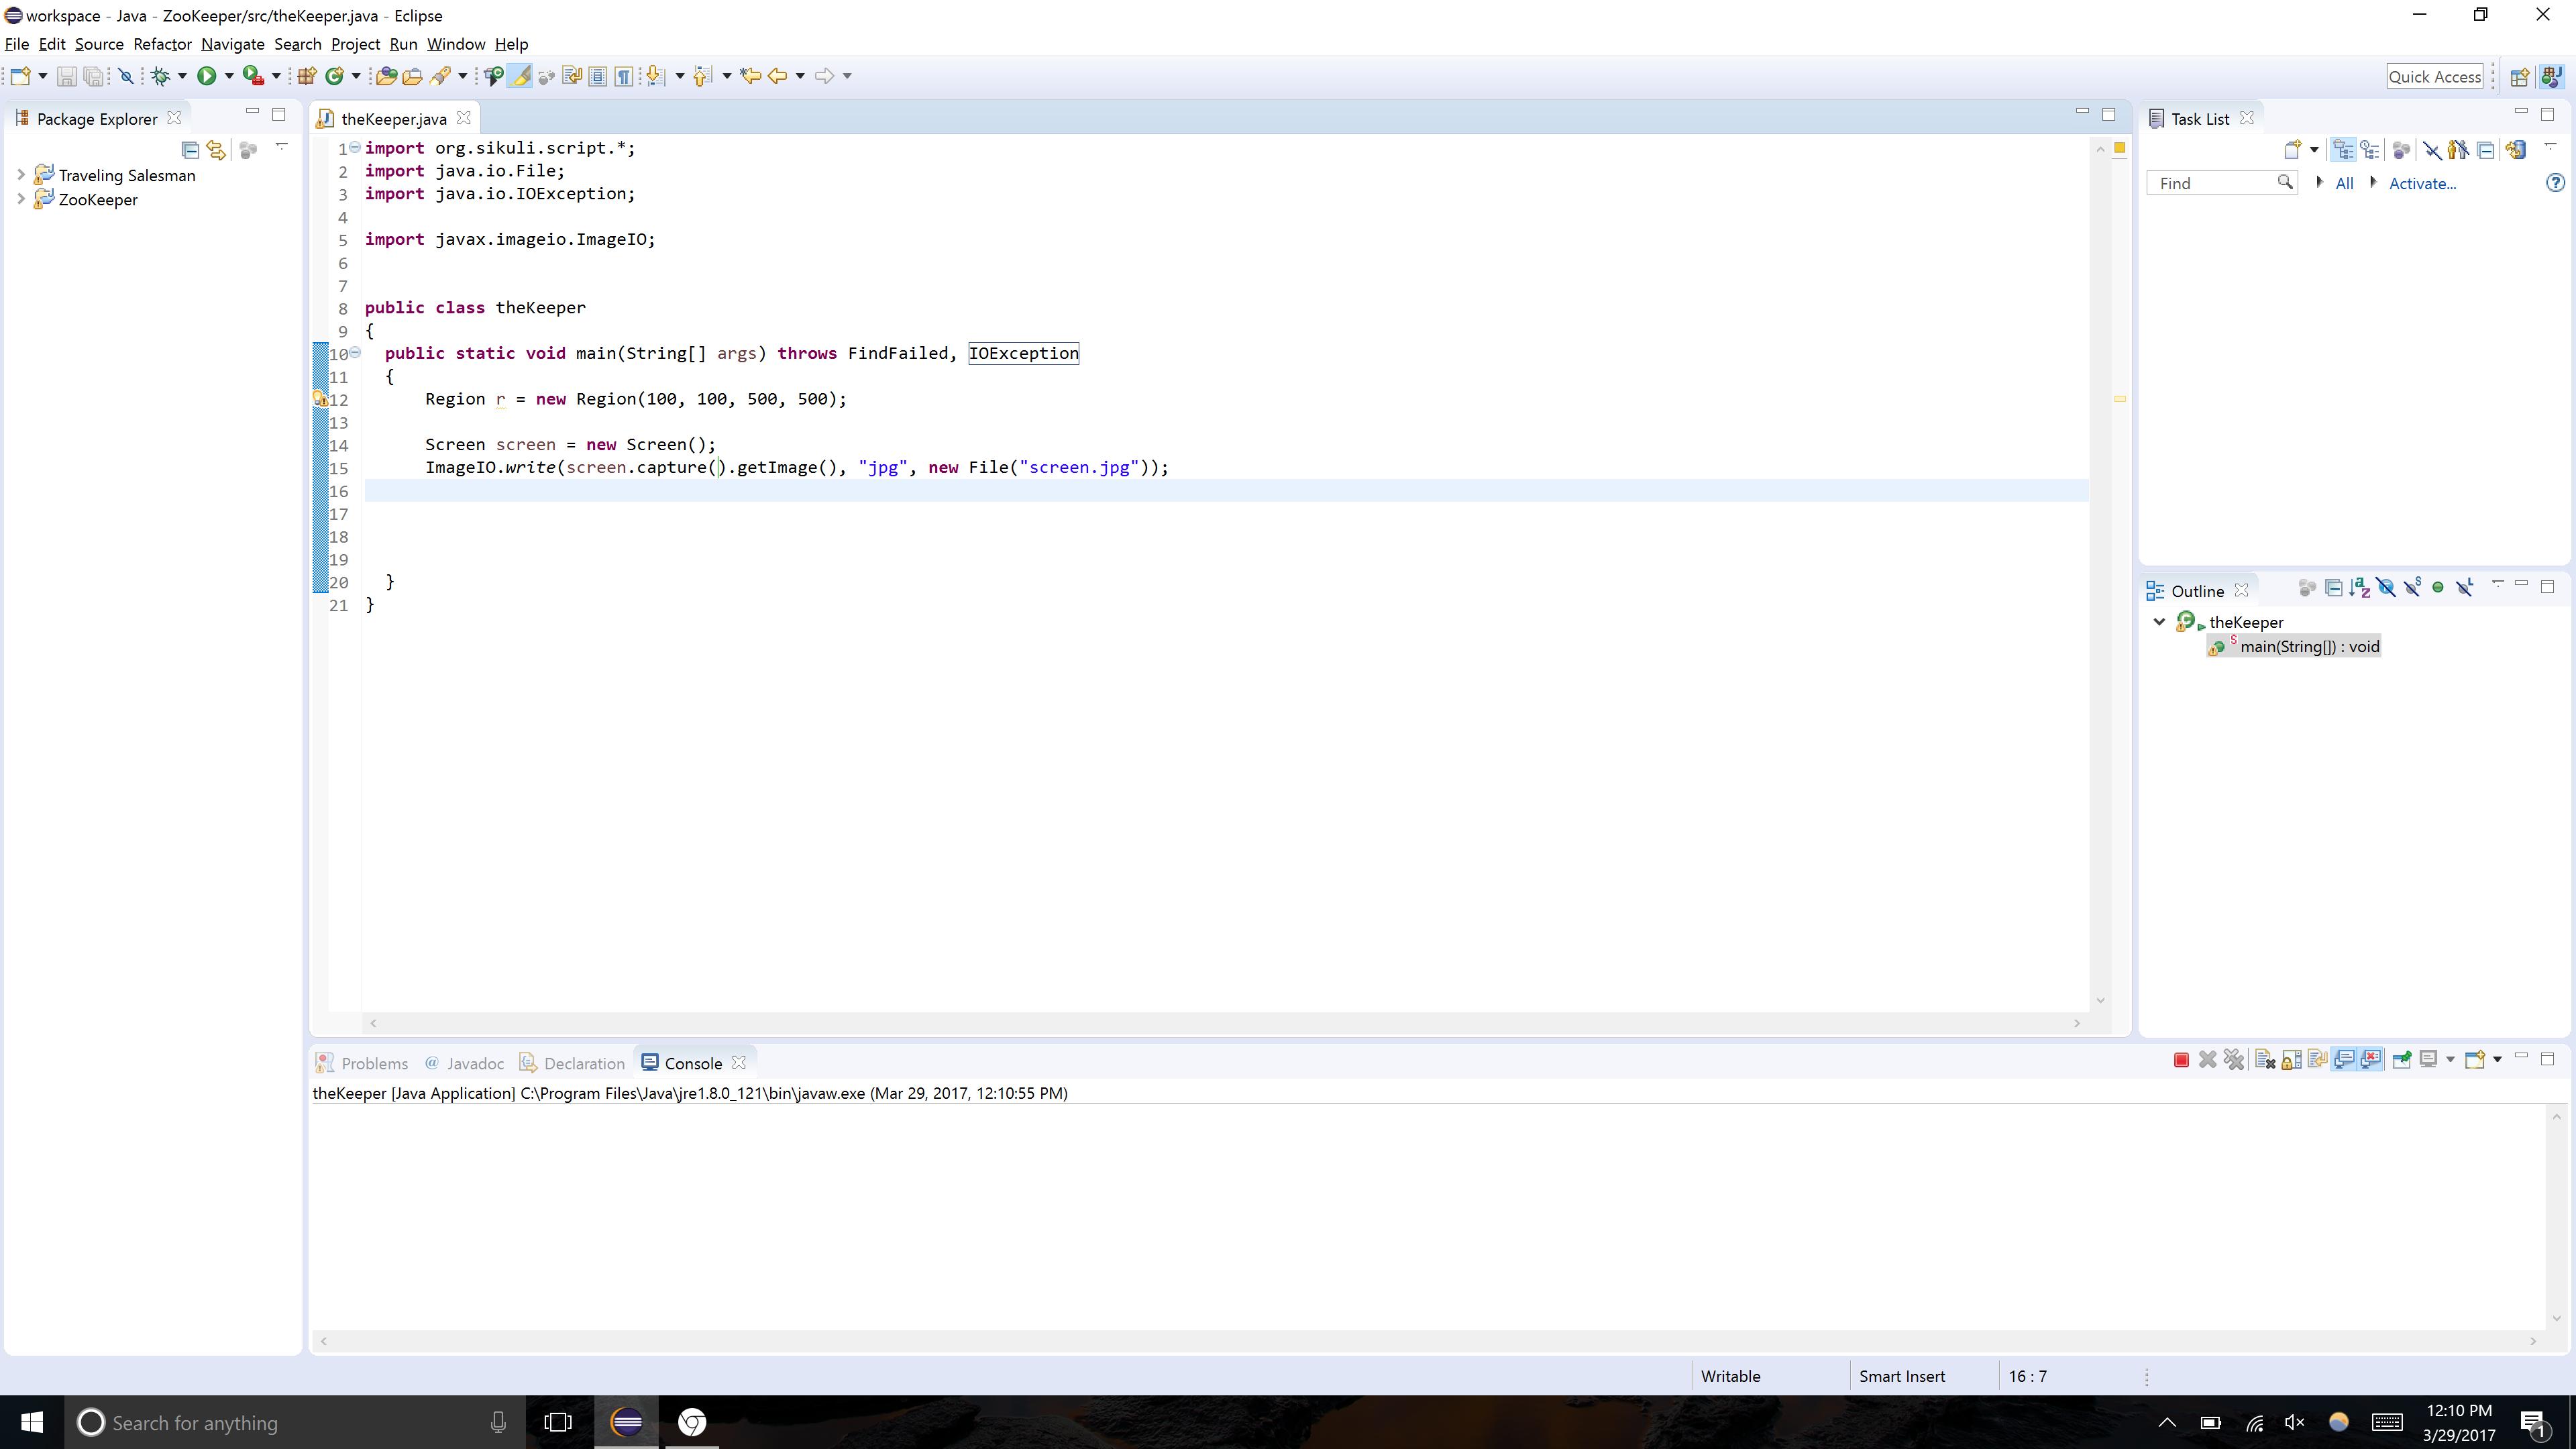 workspace - Java - ZooKeeper/src/theKeeper.java - Eclipse
File Edit Source Refactor Navigate Search Project Run Window Help
Quick Access
Package Explorer
Traveling Salesman
ZooKeeper
theKeeper.java
1 import org.sikuli.script.*;
2 import java.io.File;
3 import java.io.IOException;
4
5 import javax.imageio.ImageIO;
6
7
8 public class theKeeper
9 {
10 public static void main(String[] args) throws FindFailed, IOException
11 {
12 Region r = new Region(100, 100, 500, 500);
13
14 Screen screen = new Screen();
15 ImageIO.write(screen.capture().getImage(), "jpg", new File("screen.jpg"));
16
17
18
19
20 }
21 }
Task List
Find
All
Activate...
Outline
theKeeper
main(String[]) : void
Problems @ Javadoc Declaration Console
theKeeper [Java Application] C:\Program Files\Java\jre1.8.0_121\bin\javaw.exe (Mar 29, 2017, 12:10:55 PM)
Writable Smart Insert 16 : 7
Search for anything
12:10 PM
3/29/2017
1